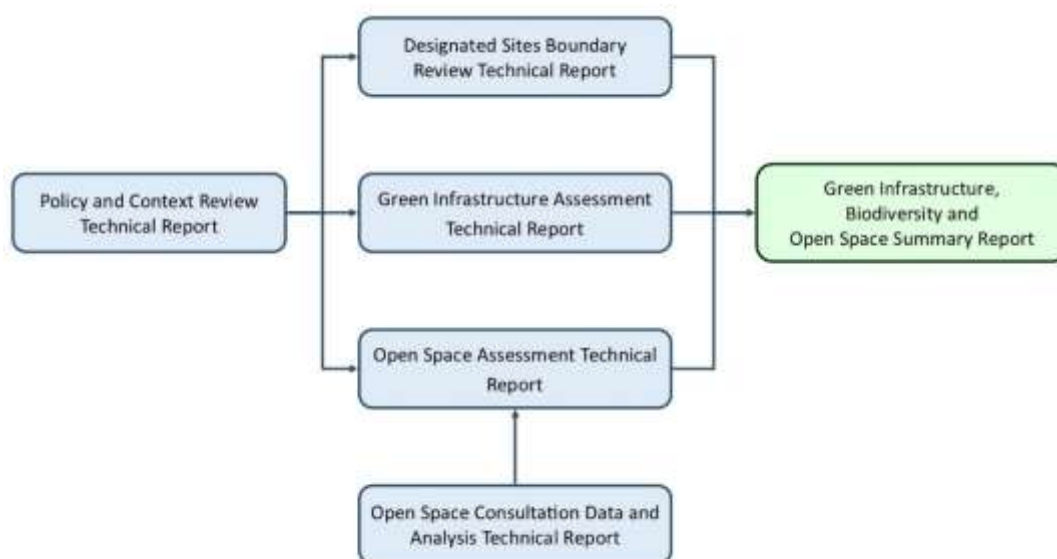 Designated Sites Boundary
Review Technical Report
Policy and Context Review
Technical Report
Green Infrastructure Assessment
Technical Report
Green Infrastructure,
Biodiversity and
Open Space Summary Report
Open Space Assessment Technical
Report
Open Space Consultation Data and
Analysis Technical Report